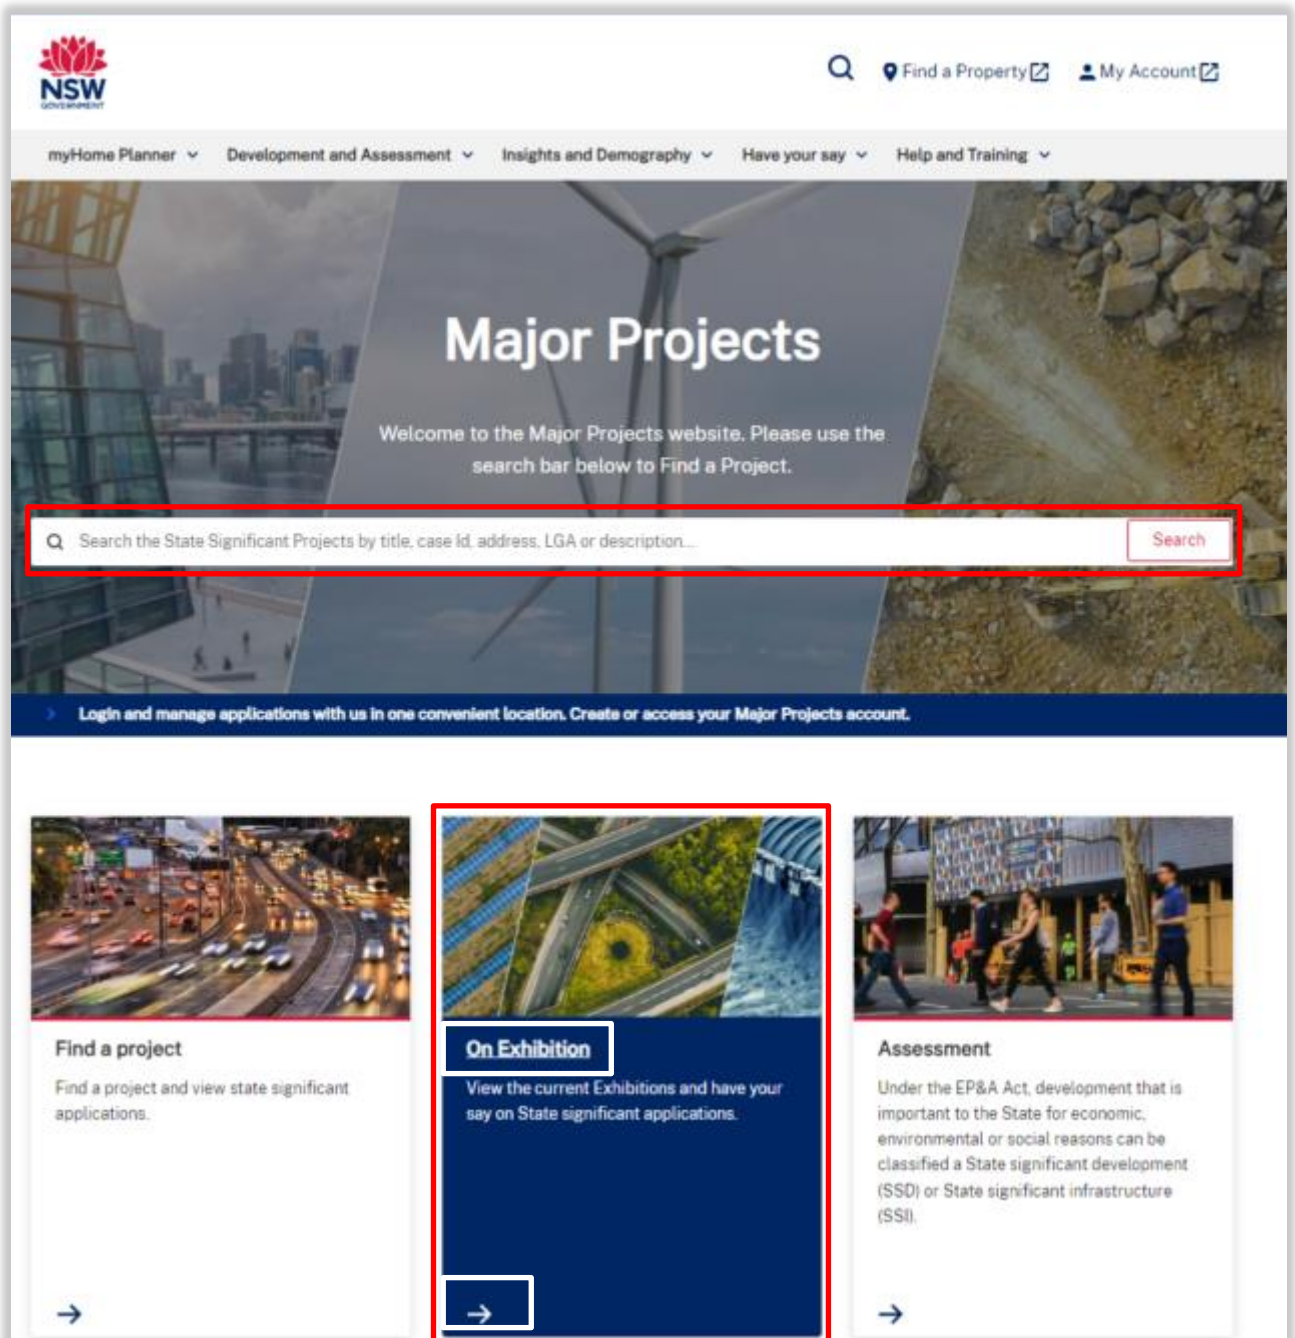 NSW
GOVERNMENT
Find a Property
My Account
myHome Planner
Development and Assessment
Insights and Demography
Have your say
Help and Training
Major Projects
Welcome to the Major Projects website. Please use the
search bar below to Find a Project.
Search the State Significant Projects by title, case Id, address, LGA or description...
Search
Login and manage applications with us in one convenient location. Create or access your Major Projects account.
Find a project
Find a project and view state significant
applications.
On Exhibition
View the current Exhibitions and have your
say on State significant applications.
Assessment
Under the EP&A Act, development that is
important to the State for economic,
environmental or social reasons can be
classified a State significant development
(SSD) or State significant infrastructure
(SSI).